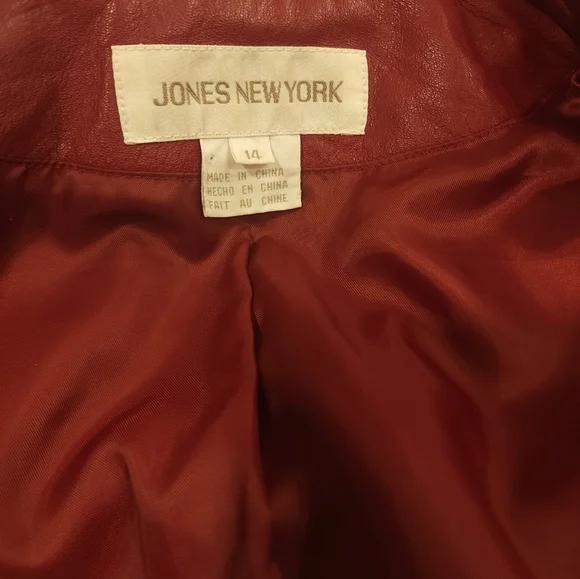 JONES NEW YORK
14
MADE IN CHINA
HECHO EN CHINA
FAIT AU CHINE